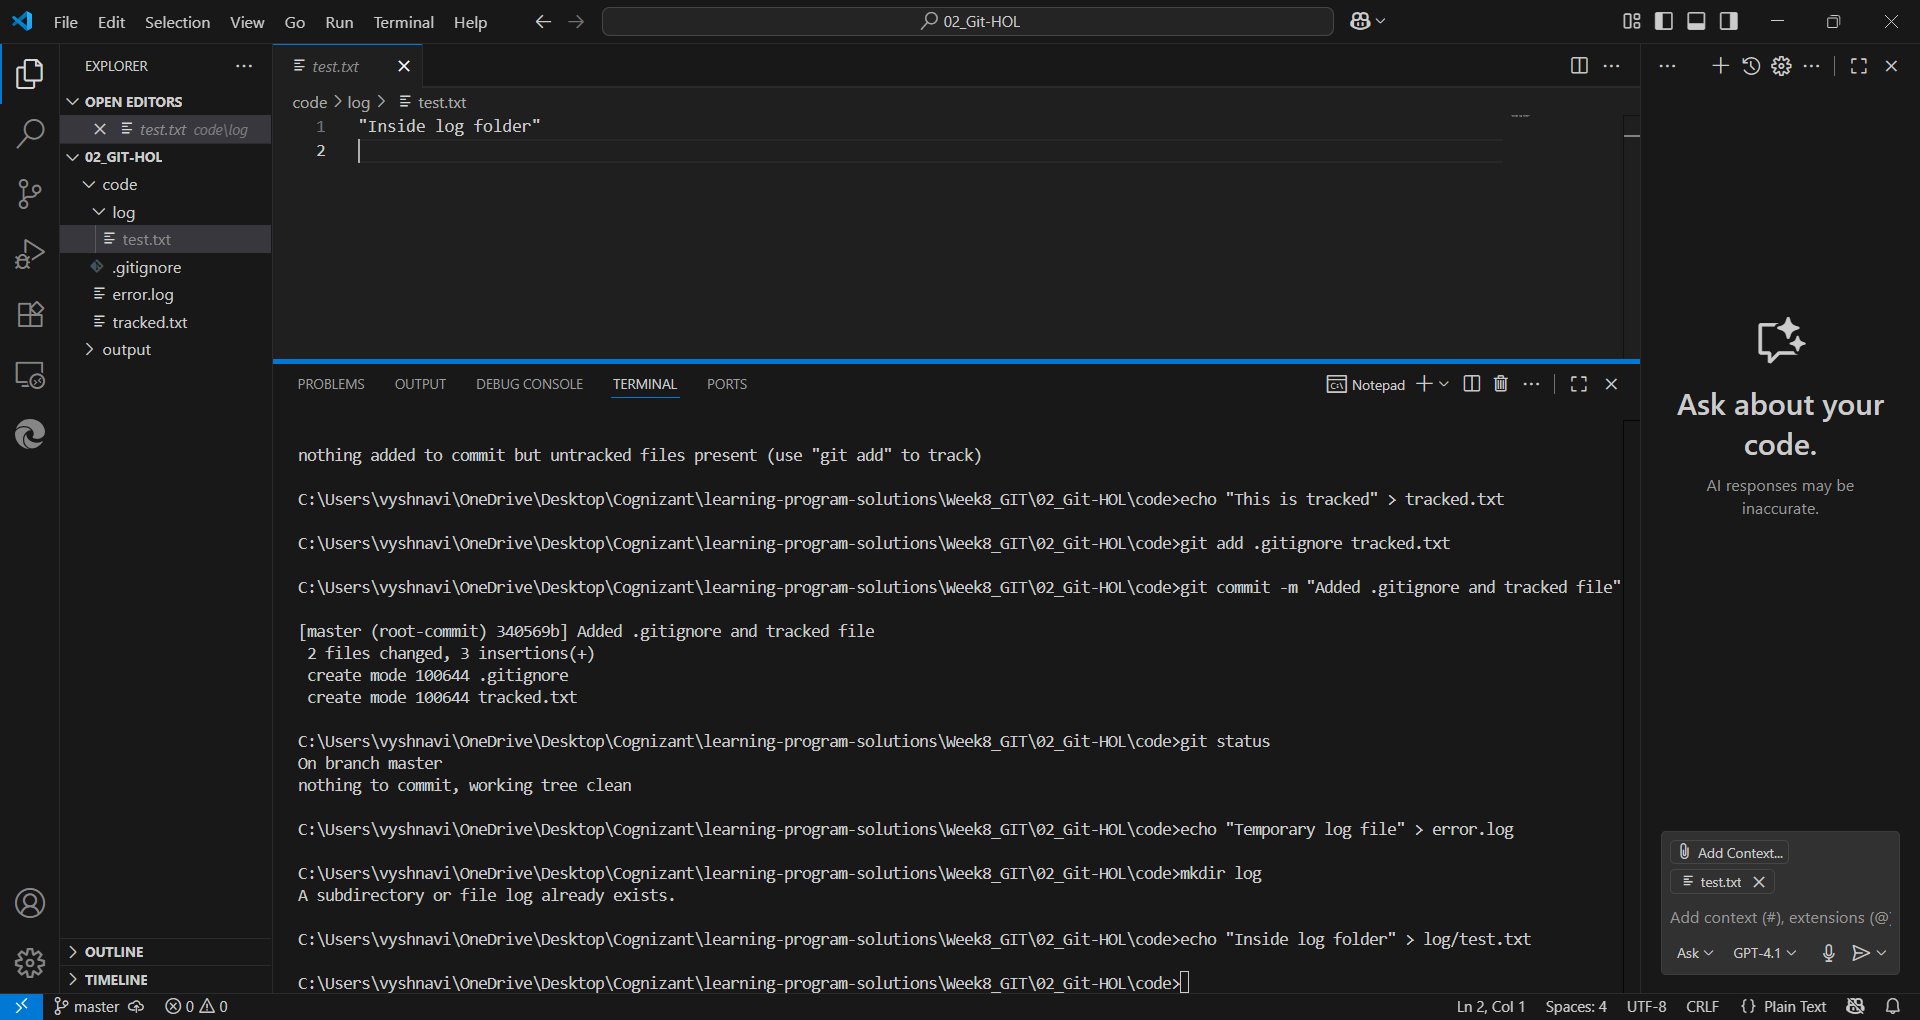 File Edit Selection View Go Run Terminal Help
02_Git-HOL
EXPLORER
OPEN EDITORS
test.txt code\log
02_GIT-HOL
code
log
test.txt
.gitignore
error.log
tracked.txt
output
OUTLINE
TIMELINE
test.txt
code > log > test.txt
1 "Inside log folder"
2
PROBLEMS OUTPUT DEBUG CONSOLE TERMINAL PORTS
Notepad
nothing added to commit but untracked files present (use "git add" to track)
C:\Users\vyshnavi\OneDrive\Desktop\Cognizant\learning-program-solutions\Week8_GIT\02_Git-HOL\code>echo "This is tracked" > tracked.txt
C:\Users\vyshnavi\OneDrive\Desktop\Cognizant\learning-program-solutions\Week8_GIT\02_Git-HOL\code>git add .gitignore tracked.txt
C:\Users\vyshnavi\OneDrive\Desktop\Cognizant\learning-program-solutions\Week8_GIT\02_Git-HOL\code>git commit -m "Added .gitignore and tracked file"
[master (root-commit) 340569b] Added .gitignore and tracked file
2 files changed, 3 insertions(+)
create mode 100644 .gitignore
create mode 100644 tracked.txt
C:\Users\vyshnavi\OneDrive\Desktop\Cognizant\learning-program-solutions\Week8_GIT\02_Git-HOL\code>git status
On branch master
nothing to commit, working tree clean
C:\Users\vyshnavi\OneDrive\Desktop\Cognizant\learning-program-solutions\Week8_GIT\02_Git-HOL\code>echo "Temporary log file" > error.log
C:\Users\vyshnavi\OneDrive\Desktop\Cognizant\learning-program-solutions\Week8_GIT\02_Git-HOL\code>mkdir log
A subdirectory or file log already exists.
C:\Users\vyshnavi\OneDrive\Desktop\Cognizant\learning-program-solutions\Week8_GIT\02_Git-HOL\code>echo "Inside log folder" > log/test.txt
C:\Users\vyshnavi\OneDrive\Desktop\Cognizant\learning-program-solutions\Week8_GIT\02_Git-HOL\code>
Ask about your
code.
AI responses may be
inaccurate.
Add Context...
test.txt
Add context (#), extensions (@
Ask GPT-4.1
master 0 0
Ln 2, Col 1 Spaces: 4 UTF-8 CRLF {} Plain Text